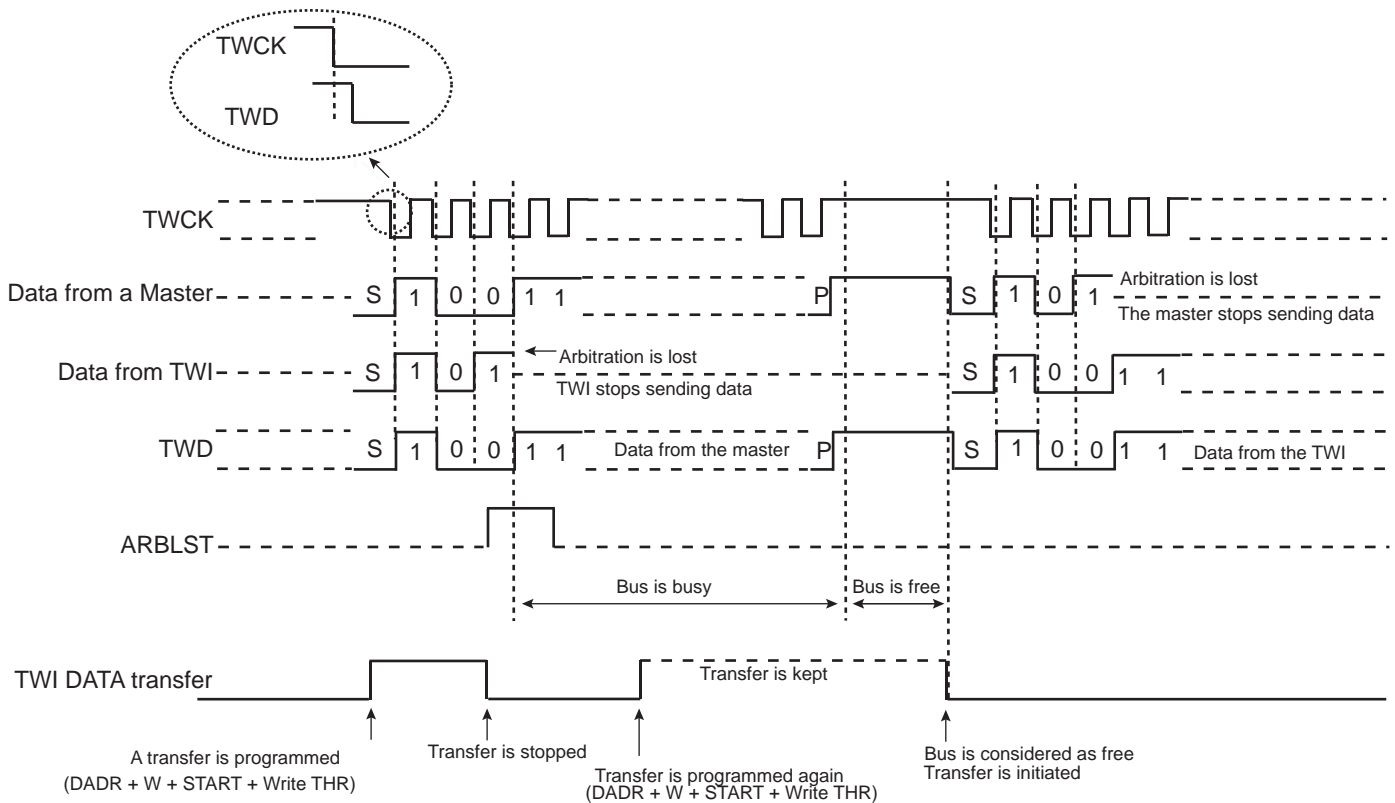 TWCK
TWD
TWCK
Data from a Master S 1 0 0 1 1 P S 1 0 1 Arbitration is lost
The master stops sending data
Data from TWI S 1 0 1 Arbitration is lost S 1 0 0 1 1
TWI stops sending data
TWD S 1 0 0 1 1 Data from the master P S 1 0 0 1 1 Data from the TWI
ARBLST
Bus is busy Bus is free
TWI DATA transfer Transfer is kept
A transfer is programmed
(DADR + W + START + Write THR)
Transfer is stopped
Transfer is programmed again
(DADR + W + START + Write THR)
Bus is considered as free
Transfer is initiated